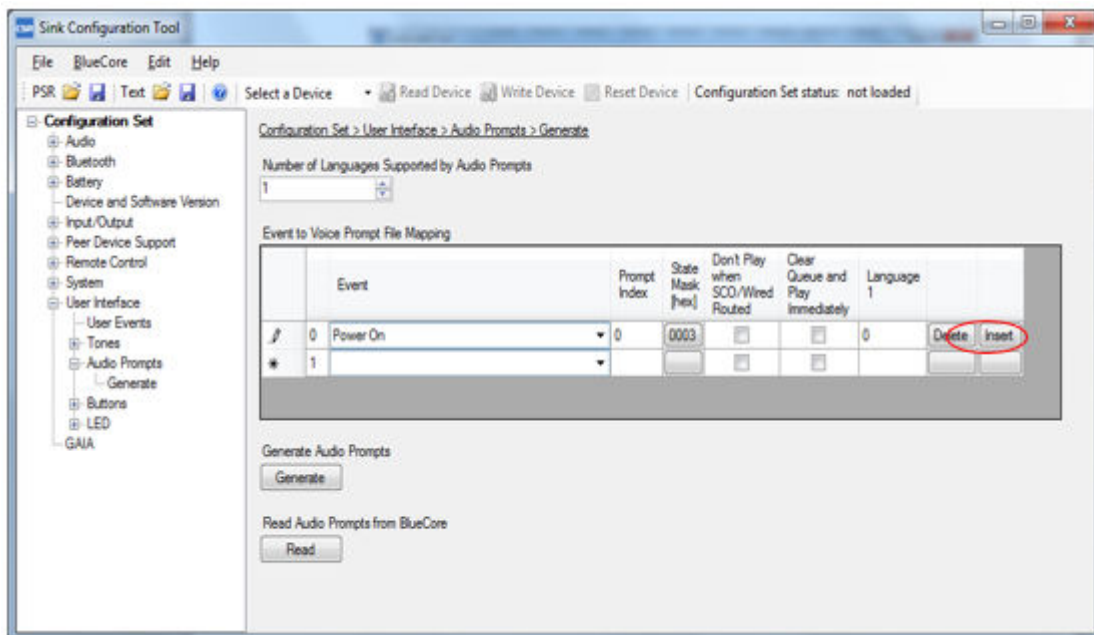 Sink Configuration Tool
File BlueCore Edit Help
PSR Text Select a Device Read Device Write Device Reset Device Configuration Set status: not loaded
Configuration Set
Audio
Bluetooth
Battery
Device and Software Version
Input/Output
Peer Device Support
Remote Control
System
User Interface
User Events
Tones
Audio Prompts
Generate
Buttons
LED
GAIA
Configuration Set > User Interface > Audio Prompts > Generate
Number of Languages Supported by Audio Prompts
1
Event to Voice Prompt File Mapping
Event
Prompt Index
State Mask [hex]
Don't Play when SCO/Wired Routed
Clear Queue and Play Immediately
Language 1
0 Power On 0 0003 0 Delete Insert
1
Generate Audio Prompts
Generate
Read Audio Prompts from BlueCore
Read